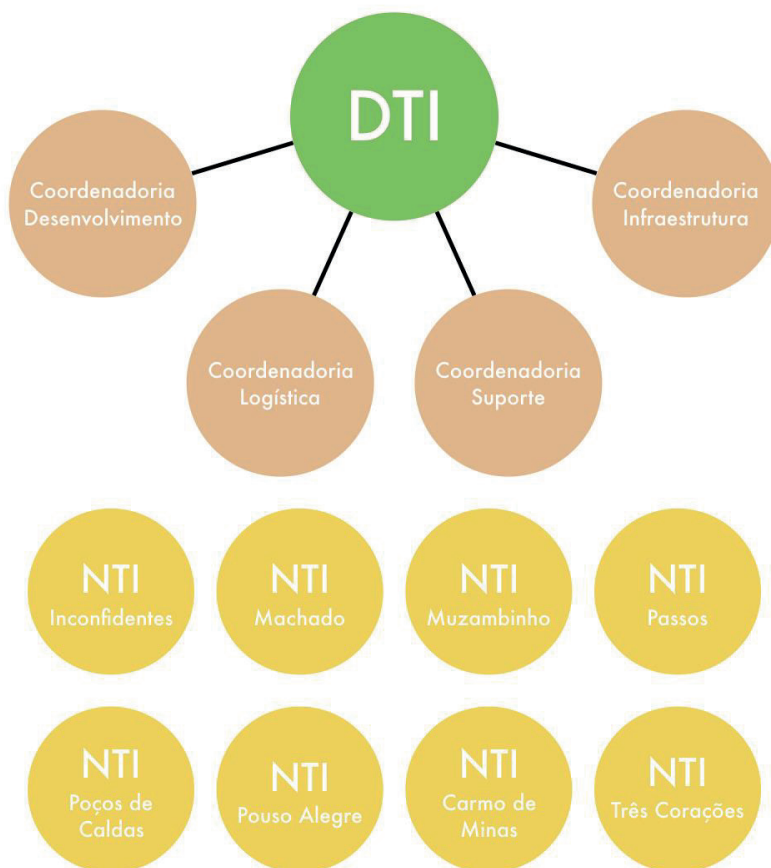 DTI
Coordenadoria
Desenvolvimento
Coordenadoria
Infraestrutura
Coordenadoria
Logística
Coordenadoria
Suporte
NTI
Inconfidentes
NTI
Machado
NTI
Muzambinho
NTI
Passos
NTI
Poços de
Caldas
NTI
Pouso Alegre
NTI
Carmo de
Minas
NTI
Três Corações